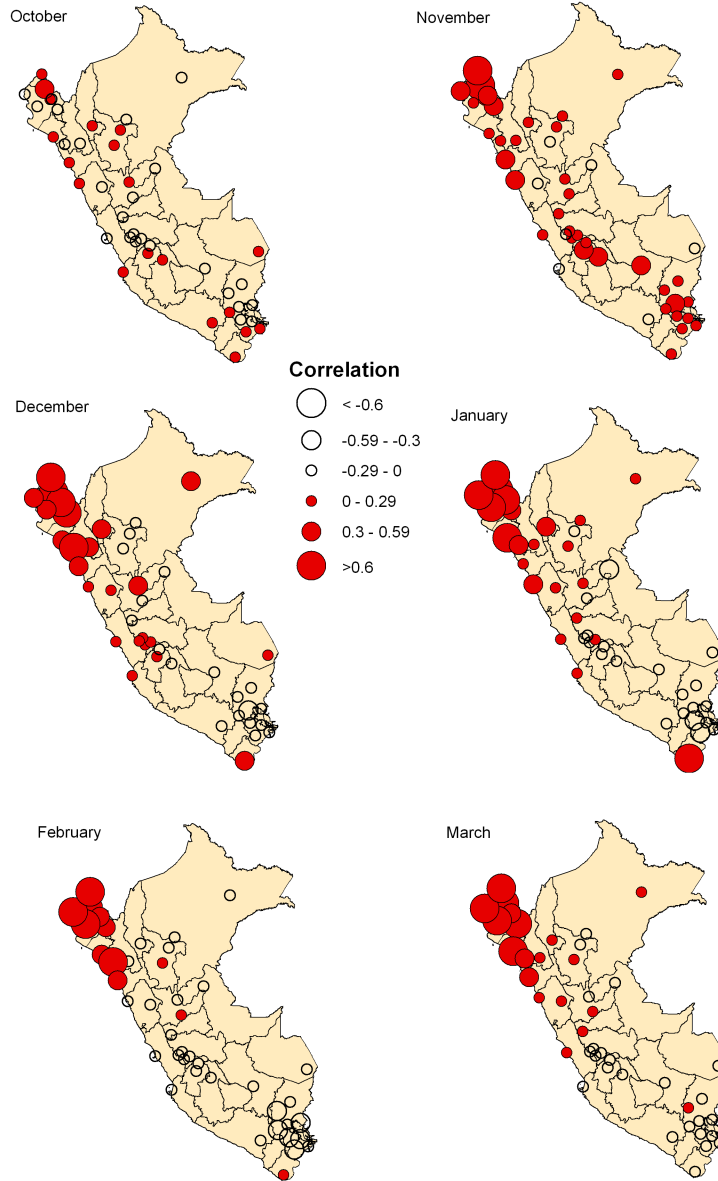 October
November
Correlation
< -0.6
-0.59 - -0.3
-0.29 - 0
0 - 0.29
0.3 - 0.59
>0.6
December
January
February
March